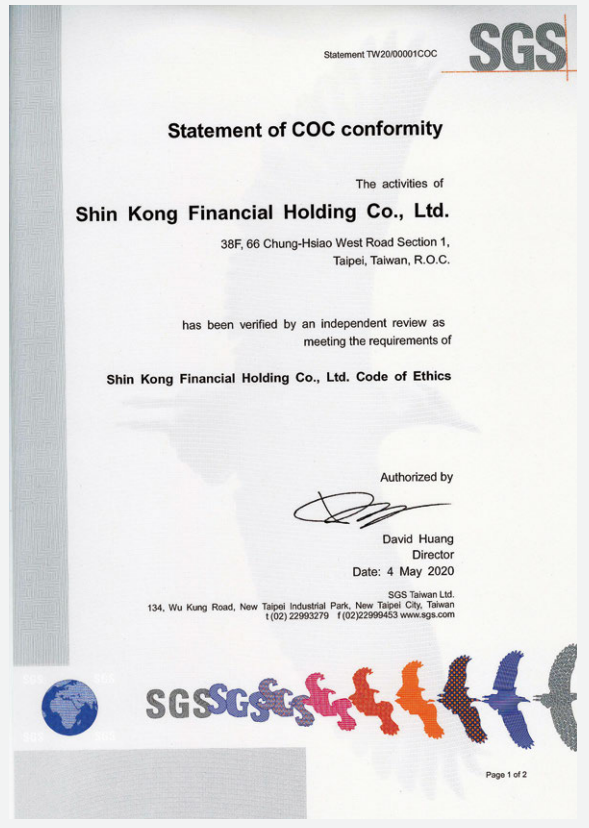 Statement TW20/00001COC
SGS
Statement of COC conformity
The activities of
Shin Kong Financial Holding Co., Ltd.
38F, 66 Chung-Hsiao West Road Section 1,
Taipei, Taiwan, R.O.C.
has been verified by an independent review as
meeting the requirements of
Shin Kong Financial Holding Co., Ltd. Code of Ethics
Authorized by
David Huang
Director
Date: 4 May 2020
SGS Taiwan Ltd.
134, Wu Kung Road, New Taipei Industrial Park, New Taipei City, Taiwan
t (02) 22993279 f (02)22999453 www.sgs.com
SGS SGS
SGS SGS
SGSSGSGS
Page 1 of 2